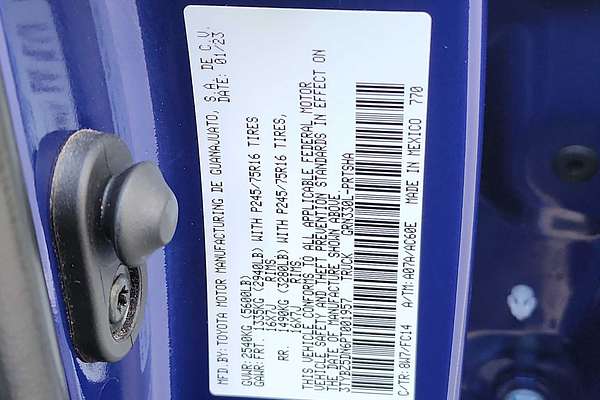 MFD.BY: TOYOTA MOTOR MANUFACTURING DE GUANAJUATO, S.A. DE C.V.
DATE: 01/23
GVWR: 2540KG (5600LB)
GAWR: FRT. 1335KG (2940LB) WITH P245/75R16 TIRES
16X7J RIMS
RR. 1490KG (3280LB) WITH P245/75R16 TIRES,
16X7J RIMS
THIS VEHICLE CONFORMS TO ALL APPLICABLE FEDERAL MOTOR
VEHICLE SAFETY AND THEFT PREVENTION STANDARDS IN EFFECT ON
THE DATE OF MANUFACTURE SHOWN ABOVE
3TYBZ5DN6PT001957 TRUCK GRN330L-PRTSHA
C/TR: 8W7/FC14 A/TM: A07A/AC60E MADE IN MEXICO 770